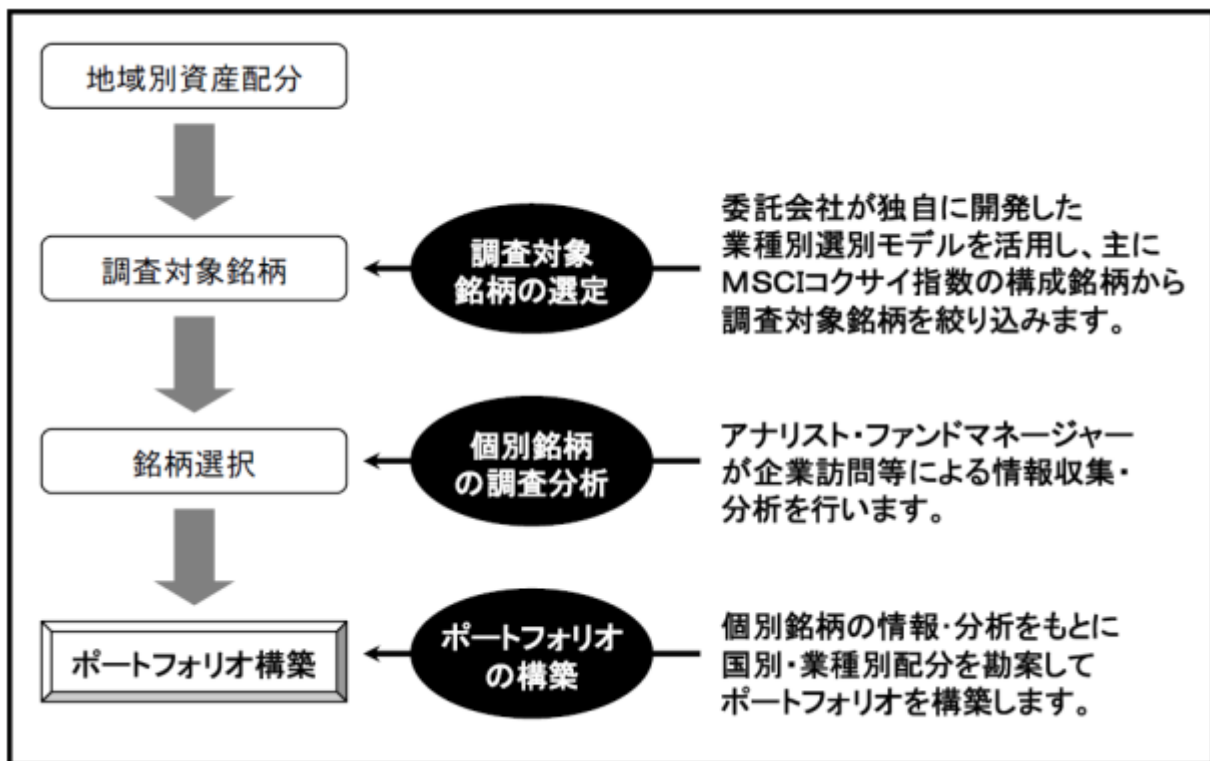 地域別資産配分
調査対象銘柄
調査対象
銘柄の選定
委託会社が独自に開発した
業種別選別モデルを活用し、主に
MSCIコクサイ指数の構成銘柄から
調査対象銘柄を絞り込みます。
銘柄選択
個別銘柄
の調査分析
アナリスト・ファンドマネージャー
が企業訪問等による情報収集・
分析を行います。
ポートフォリオ構築
ポートフォリオ
の構築
個別銘柄の情報・分析をもとに
国別・業種別配分を勘案して
ポートフォリオを構築します。